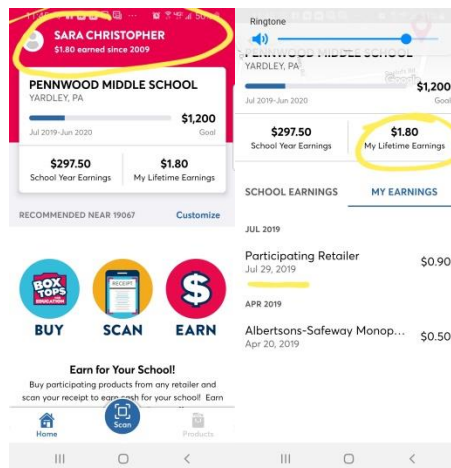 50%
SARA CHRISTOPHER
$1.80 earned since 2009
PENNWOOD MIDDLE SCHOOL
YARDLEY, PA
$1,200
Jul 2019-Jun 2020
Goal
$297.50
$1.80
School Year Earnings
My Lifetime Earnings
RECOMMENDED NEAR 19067
Customize
BOX TOPS
FOR EDUCATION
RECEIPT
$
BUY
SCAN
EARN
Earn for Your School!
Buy participating products from any retailer and
scan your receipt to earn cash for your school! Earn
Home
Scan
Products
Ringtone
PENNWOOD MIDDLE SCHOOL
YARDLEY, PA
$1,200
Jul 2019-Jun 2020
Goal
$297.50
$1.80
School Year Earnings
My Lifetime Earnings
SCHOOL EARNINGS
MY EARNINGS
JUL 2019
Participating Retailer
$0.90
Jul 29, 2019
APR 2019
Albertsons-Safeway Monop...
$0.50
Apr 20, 2019